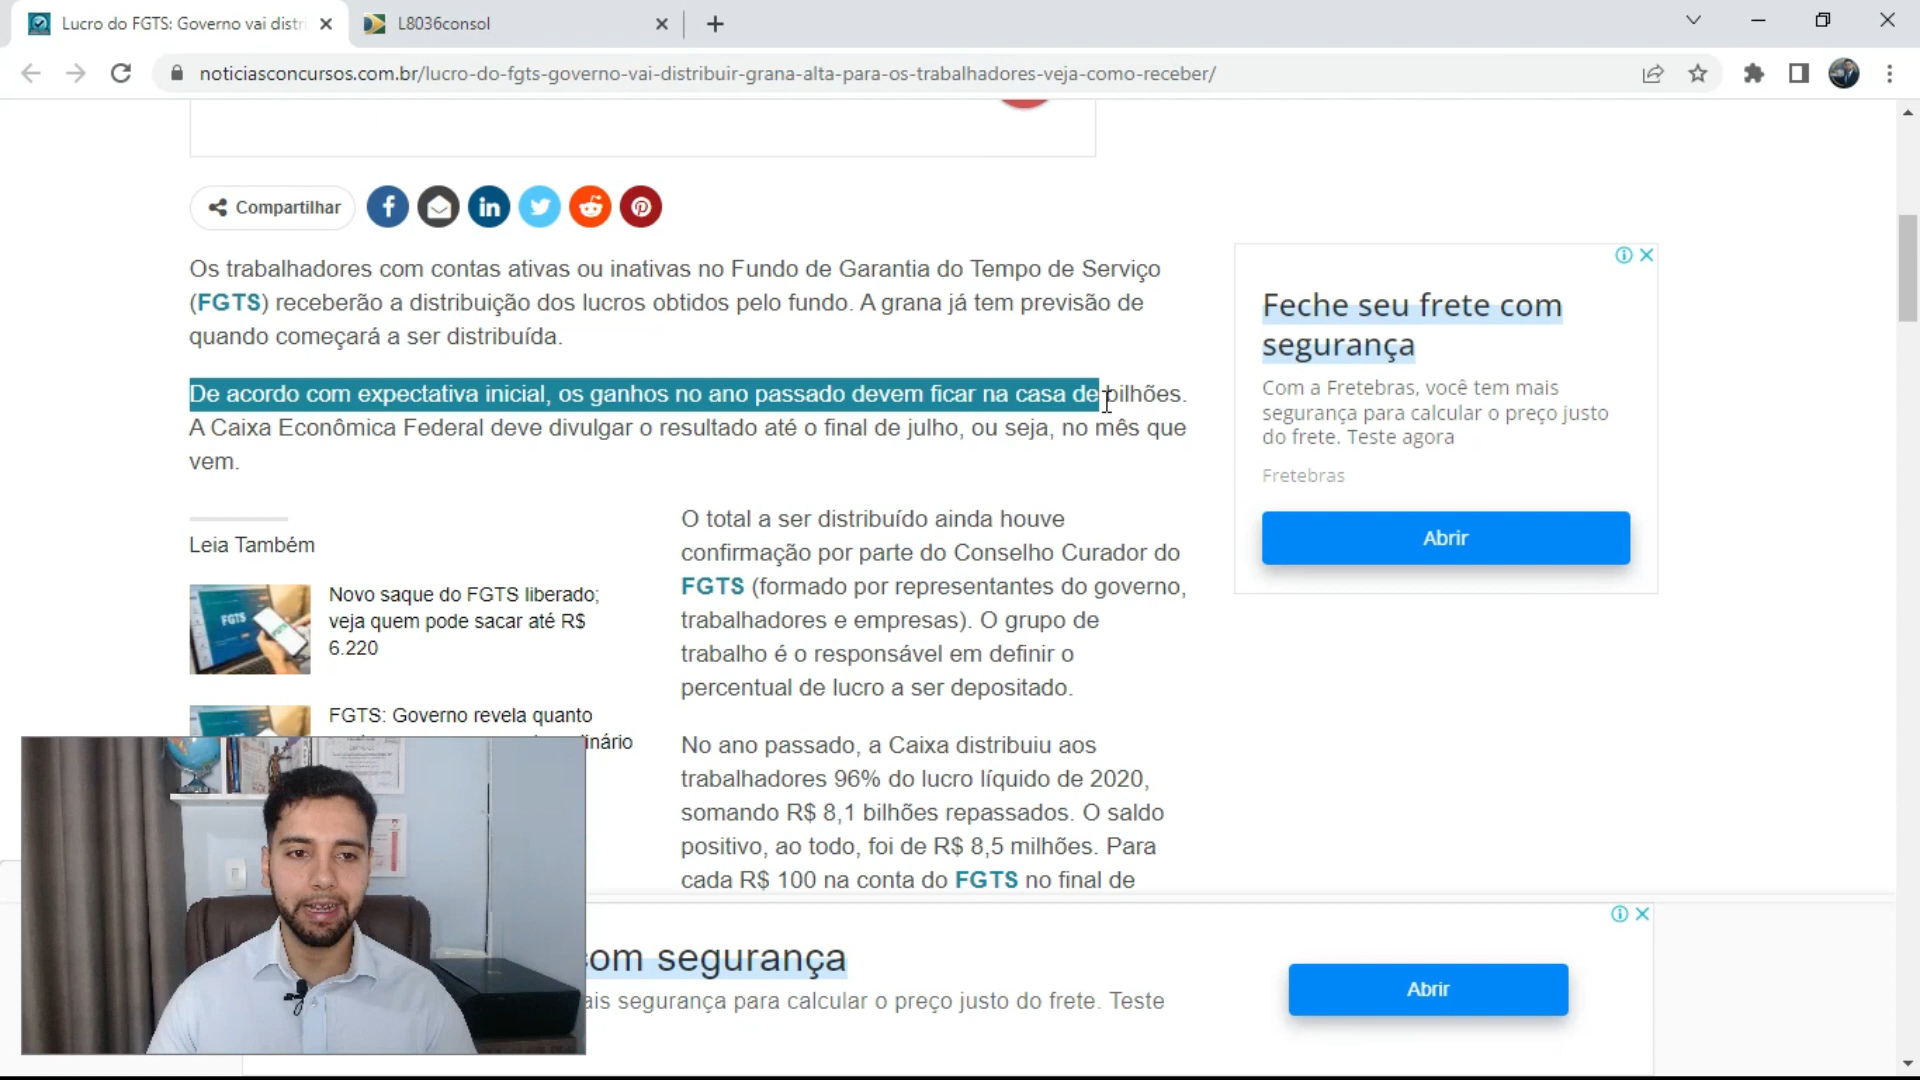 Lucro do FGTS: Governo vai distri
L8036consol
noticiasconcursos.com.br/lucro-do-fgts-governo-vai-distribuir-grana-alta-para-os-trabalhadores-veja-como-receber/
Compartilhar
Os trabalhadores com contas ativas ou inativas no Fundo de Garantia do Tempo de Serviço
(FGTS) receberão a distribuição dos lucros obtidos pelo fundo. A grana já tem previsão de
quando começará a ser distribuída.
De acordo com expectativa inicial, os ganhos no ano passado devem ficar na casa de bilhões.
A Caixa Econômica Federal deve divulgar o resultado até o final de julho, ou seja, no mês que
vem.
Leia Também
FGTS
Novo saque do FGTS liberado;
veja quem pode sacar até R$
6.220
FGTS: Governo revela quanto
inário
O total a ser distribuído ainda houve
confirmação por parte do Conselho Curador do
FGTS (formado por representantes do governo,
trabalhadores e empresas). O grupo de
trabalho é o responsável em definir o
percentual de lucro a ser depositado.
No ano passado, a Caixa distribuiu aos
trabalhadores 96% do lucro líquido de 2020,
somando R$ 8,1 bilhões repassados. O saldo
positivo, ao todo, foi de R$ 8,5 milhões. Para
cada R$ 100 na conta do FGTS no final de
Feche seu frete com
segurança
Com a Fretebras, você tem mais
segurança para calcular o preço justo
do frete. Teste agora
Fretebras
Abrir
com segurança
ais segurança para calcular o preço justo do frete. Teste
Abrir